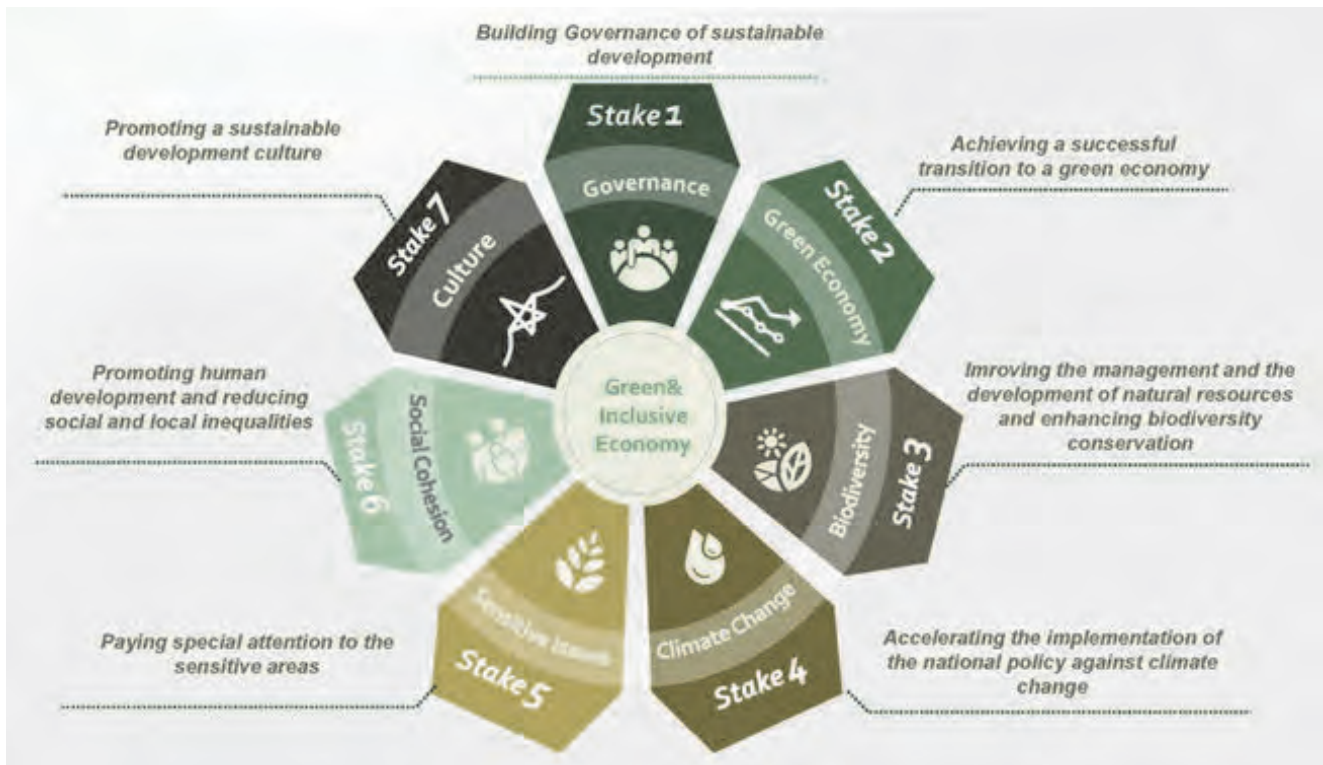 Building Governance of sustainable
development
Stake 1
Governance
Achieving a successful
transition to a green economy
Stake 2
Green Economy
Imroving the management and the
development of natural resources
and enhancing biodiversity
conservation
Stake 3
Biodiversity
Accelerating the implementation of
the national policy against climate
change
Stake 4
Climate Change
Paying special attention to the
sensitive areas
Stake 5
Sensitive
Promoting human
development and reducing
social and local inequalities
Stake 6
Social Cohesion
Promoting a sustainable
development culture
Stake 7
Culture
Green&
Inclusive
Economy